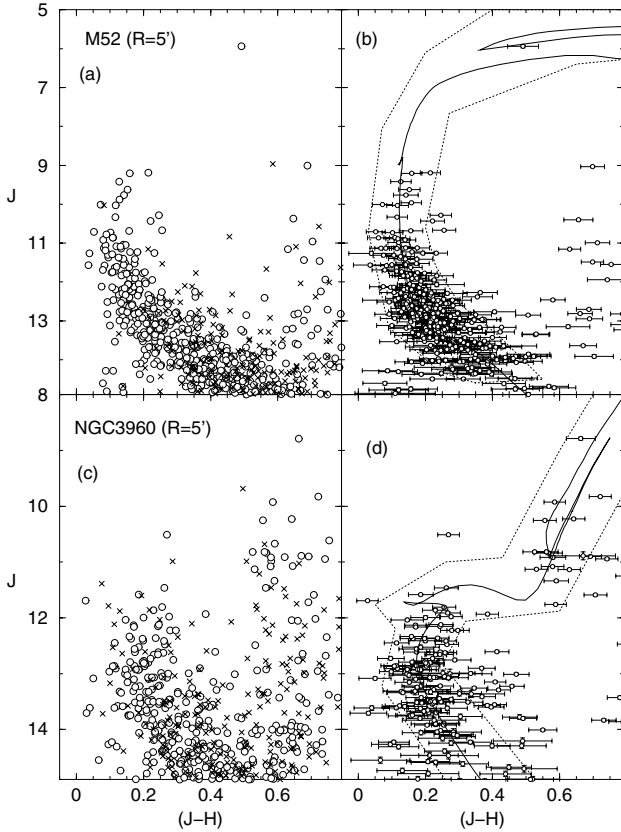 M52 (R=5')
(a)
(b)
5
7
9
11
13
8
J
NGC3960 (R=5')
(c)
(d)
10
12
14
J
0 0.2 0.4 0.6
0 0.2 0.4 0.6
(J−H)
(J−H)